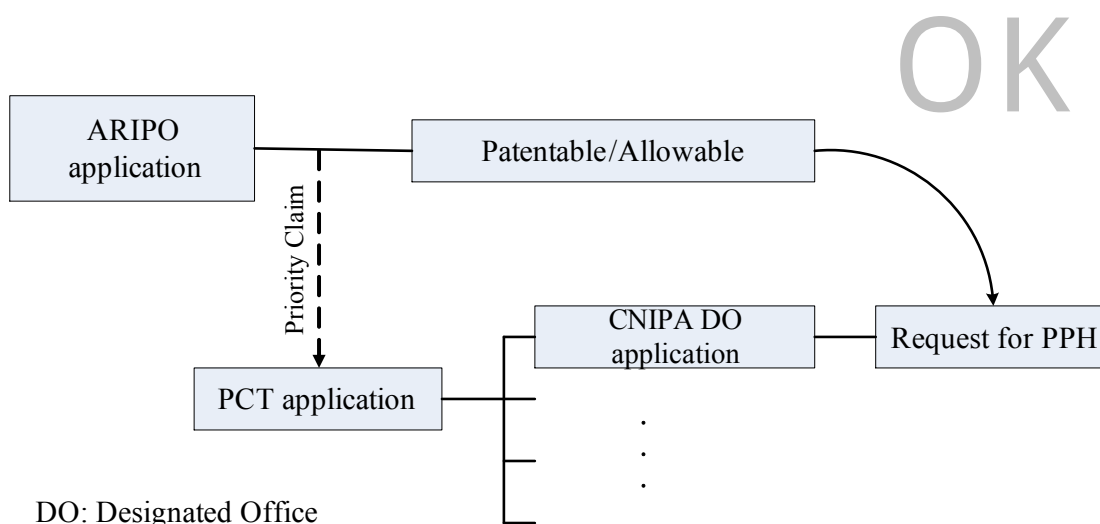 OK
ARIPO
application
Patentable/Allowable
Priority Claim
CNIPA DO
application
Request for PPH
PCT application
.
.
.
DO: Designated Office